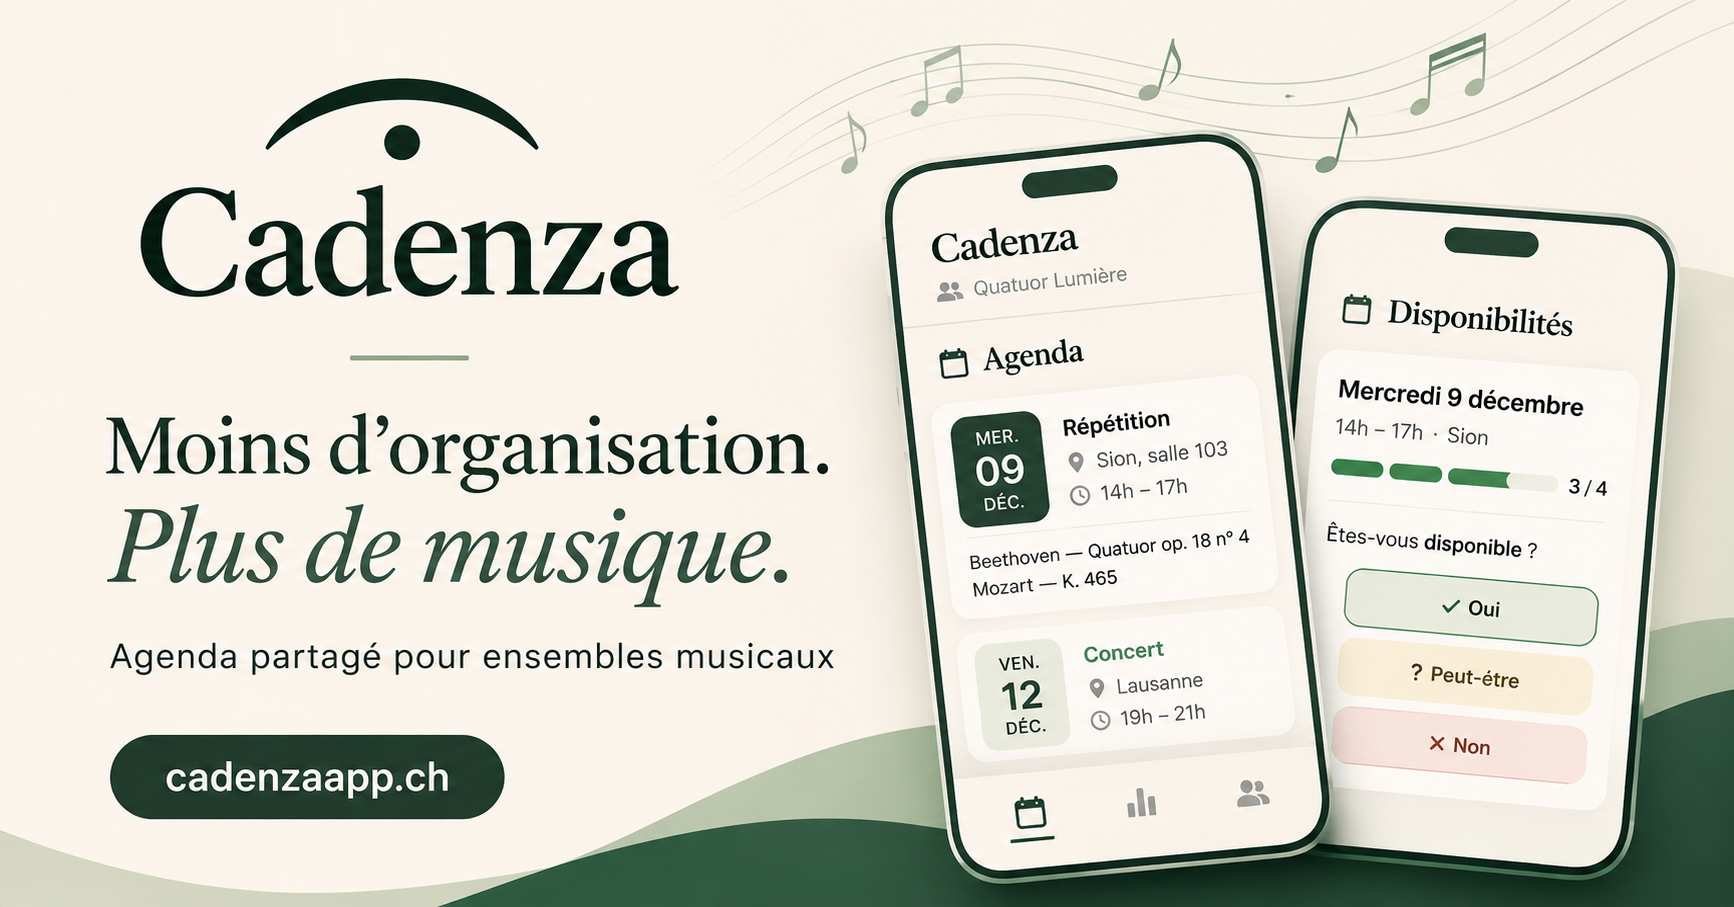 Cadenza
Moins d’organisation.
Plus de musique.
Agenda partagé pour ensembles musicaux
cadenzaapp.ch
Cadenza
Quatuor Lumière
Agenda
MER.
09
DÉC.
Répétition
Sion, salle 103
14h – 17h
Beethoven — Quatuor op. 18 nº 4
Mozart — K. 465
VEN.
12
DÉC.
Concert
Lausanne
19h – 21h
Disponibilités
Mercredi 9 décembre
14h – 17h · Sion
3 / 4
Êtes-vous disponible ?
✓ Oui
? Peut-étre
✕ Non